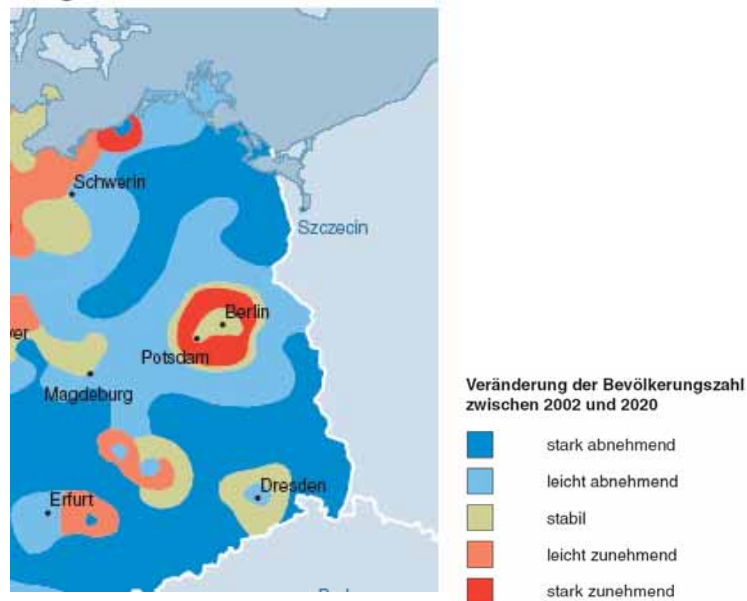 Schwerin
Szczecin
Berlin
Potsdam
Magdeburg
Dresden
Erfurt
Veränderung der Bevölkerungszahl
zwischen 2002 und 2020
stark abnehmend
leicht abnehmend
stabil
leicht zunehmend
stark zunehmend